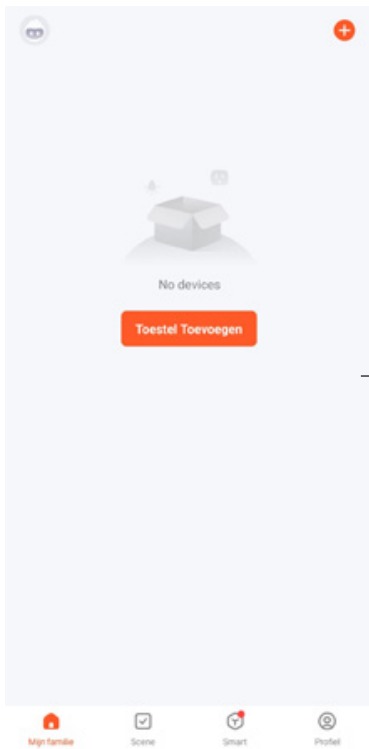 No devices
Toestel Toevoegen
Mijn familie
Scene
Smart
Profiel